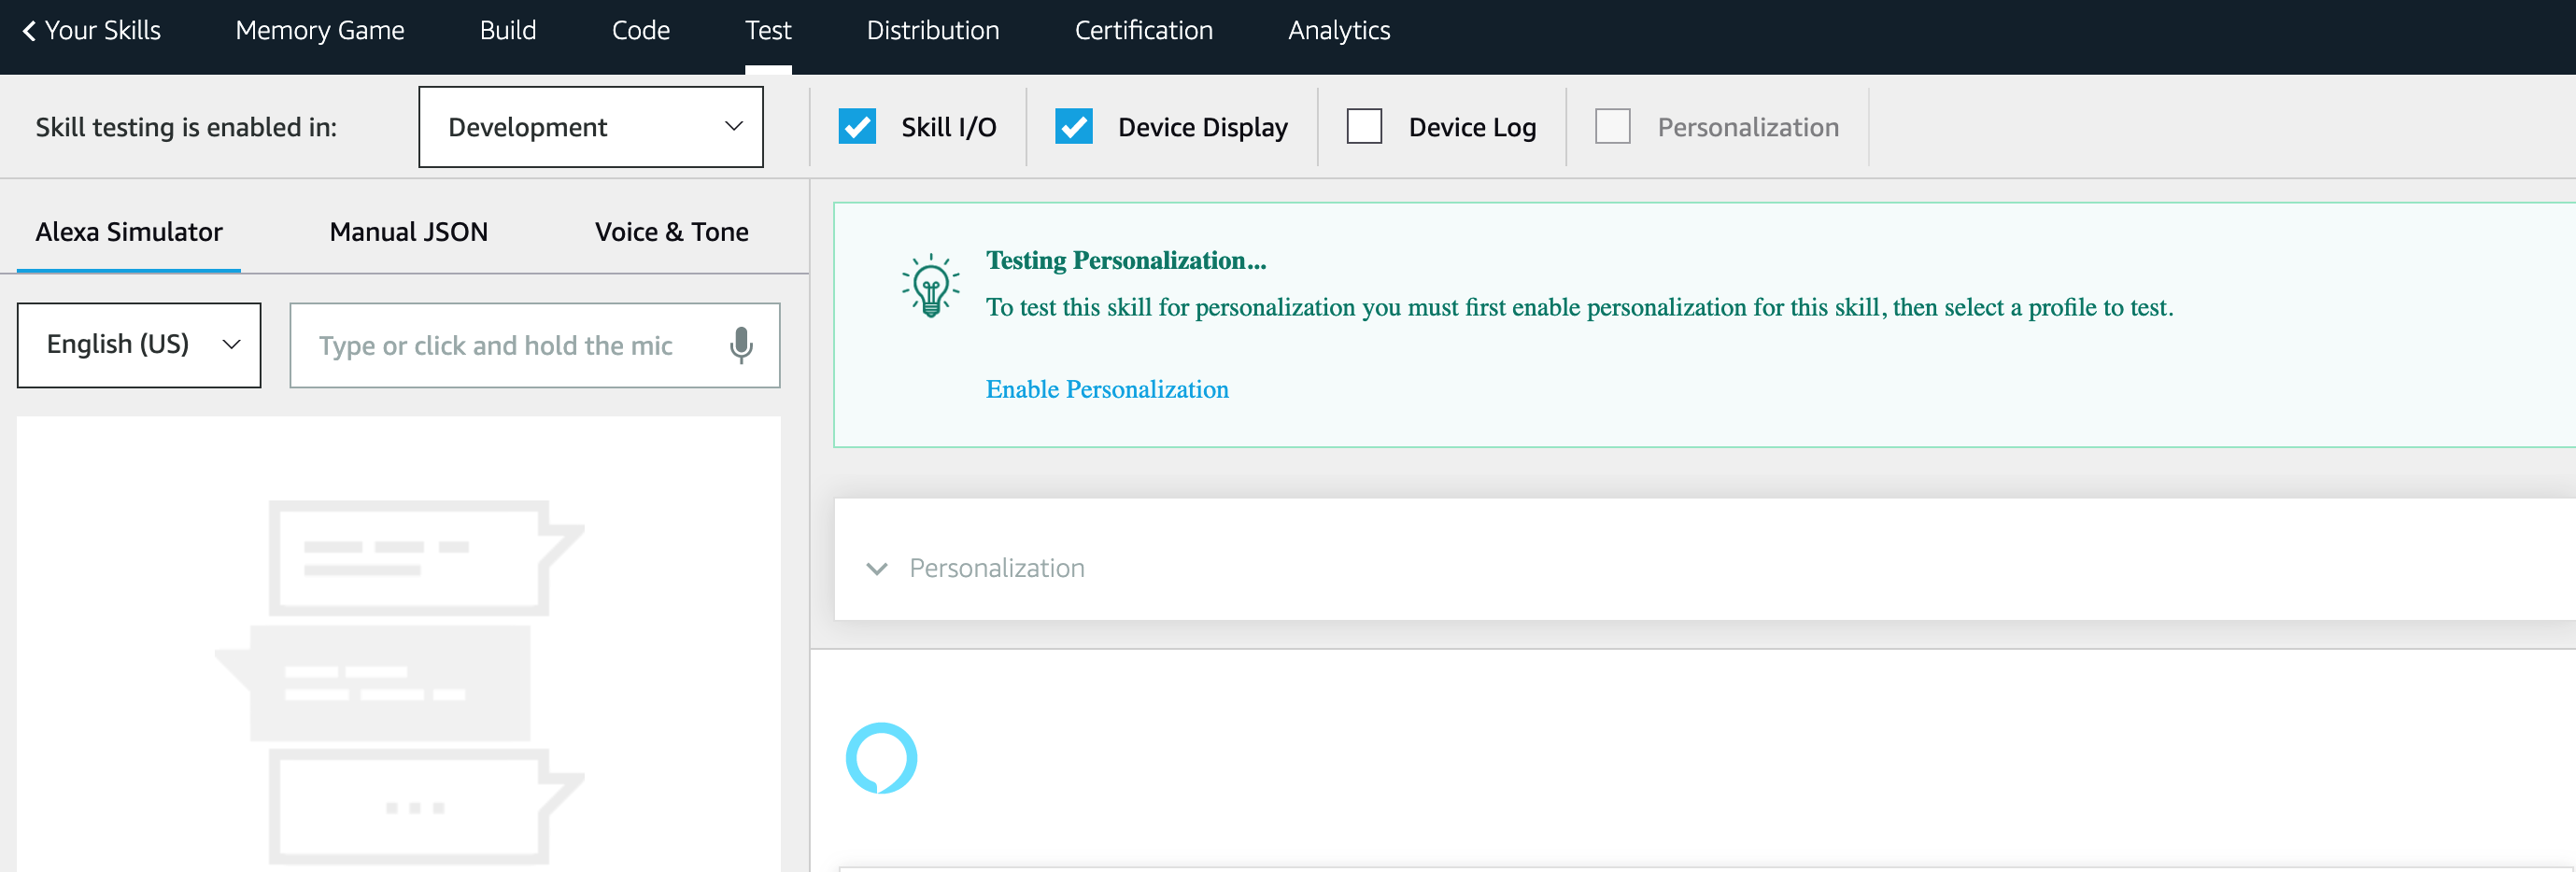 Your Skills Memory Game Build Code Test Distribution Certification Analytics
Skill testing is enabled in: Development Skill I/O Device Display Device Log Personalization
Alexa Simulator Manual JSON Voice & Tone
English (US) Type or click and hold the mic
Testing Personalization...
To test this skill for personalization you must first enable personalization for this skill, then select a profile to test.
Enable Personalization
Personalization